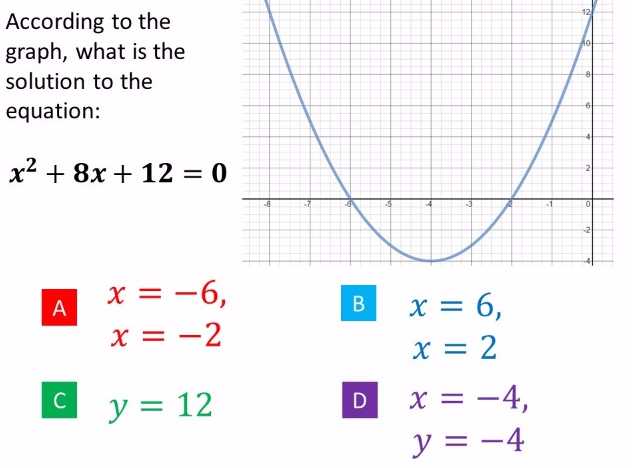 According to the
graph, what is the
solution to the
equation:
x² + 8x + 12 = 0
12
10
8
6
4
2
-8 -7 -6 -5 -4 -3 -2 -1 0
-2
-4
A x = −6,
x = −2
B x = 6,
x = 2
C y = 12
D x = −4,
y = −4